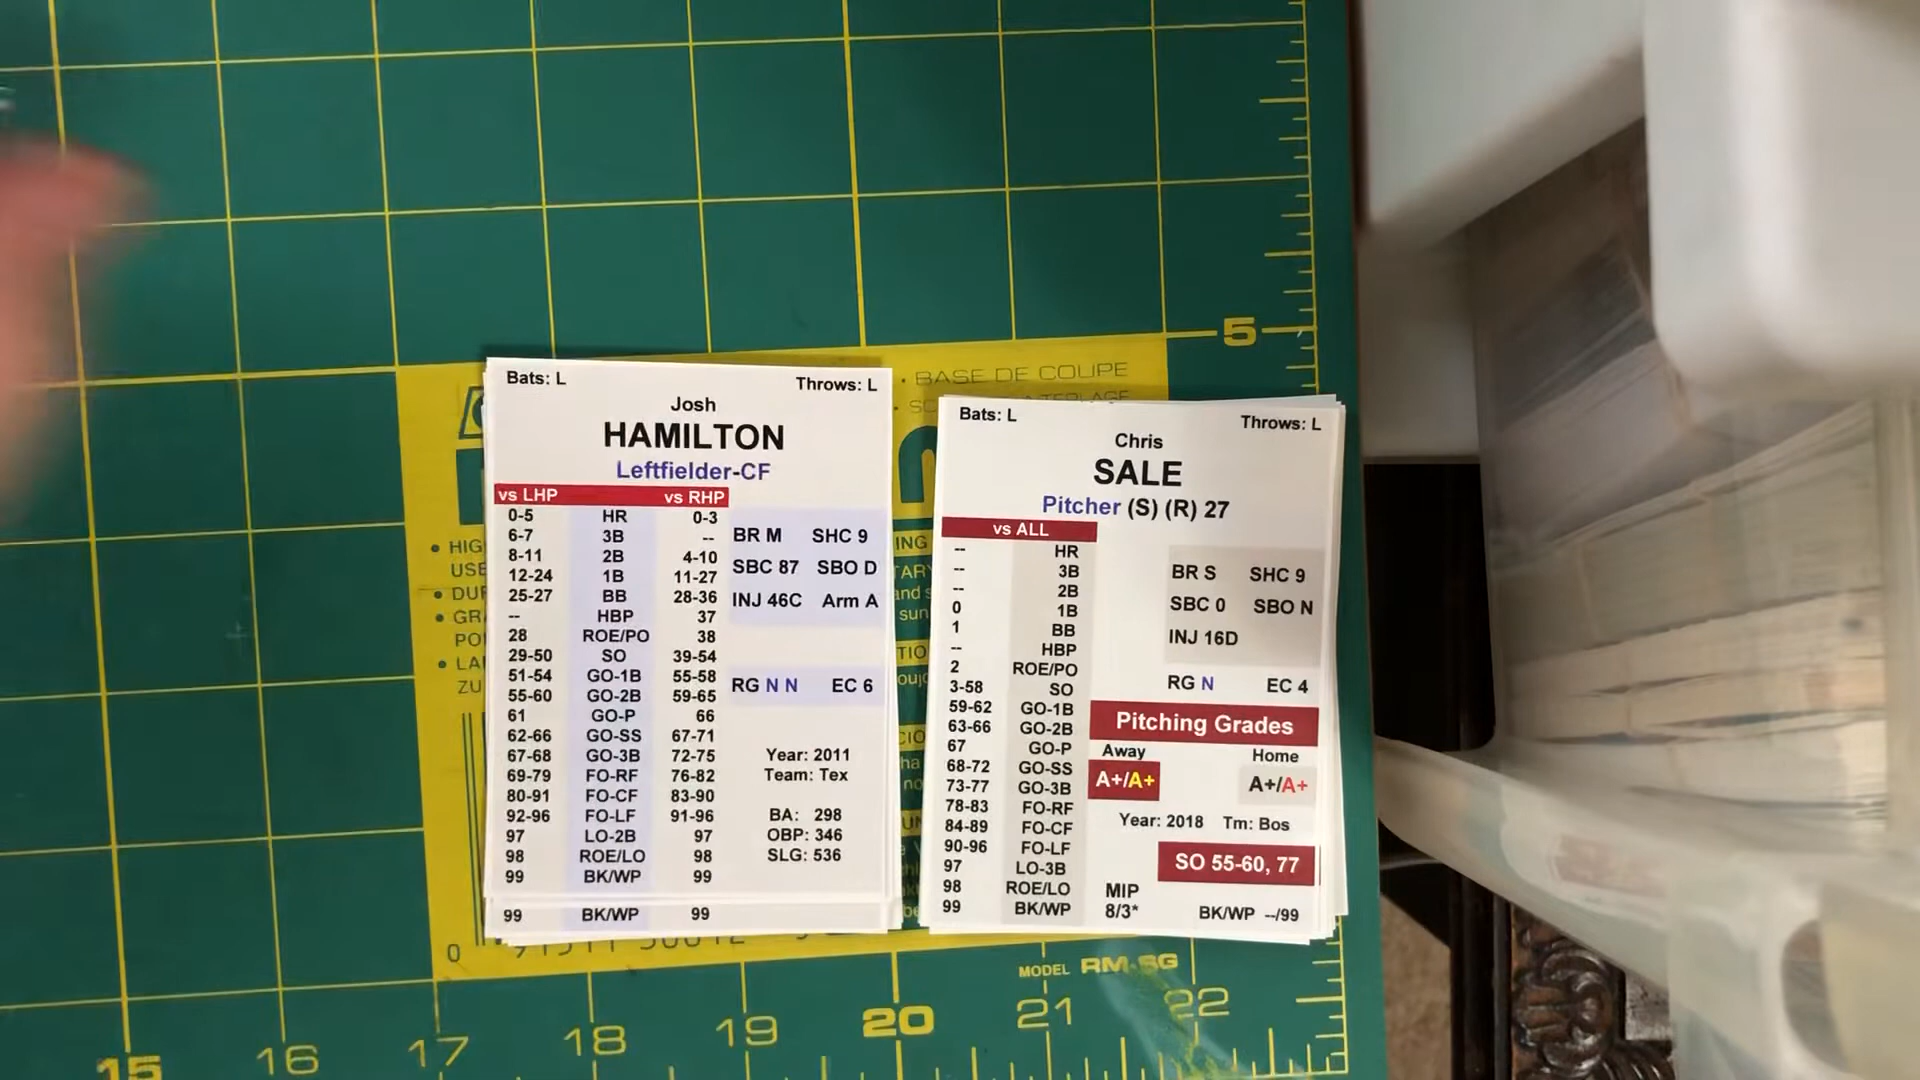 5
BASE DE COUPE
Bats: L Throws: L
Josh
HAMILTON
Leftfielder-CF
vs LHP vs RHP
0-5 HR 0-3
6-7 3B --
8-11 2B 4-10
12-24 1B 11-27
25-27 BB 28-36
-- HBP 37
28 ROE/PO 38
29-50 SO 39-54
51-54 GO-1B 55-58
55-60 GO-2B 59-65
61 GO-P 66
62-66 GO-SS 67-71
67-68 GO-3B 72-75
69-79 FO-RF 76-82
80-91 FO-CF 83-90
92-96 FO-LF 91-96
97 LO-2B 97
98 ROE/LO 98
99 BK/WP 99
99 BK/WP 99
BR M SHC 9
SBC 87 SBO D
INJ 46C Arm A
RG N N EC 6
Year: 2011
Team: Tex
BA: 298
OBP: 346
SLG: 536
Bats: L Throws: L
Chris
SALE
Pitcher (S) (R) 27
vs ALL
-- HR
-- 3B
-- 2B
0 1B
1 BB
-- HBP
2 ROE/PO
3-58 SO
59-62 GO-1B
63-66 GO-2B
67 GO-P
68-72 GO-SS
73-77 GO-3B
78-83 FO-RF
84-89 FO-CF
90-96 FO-LF
97 LO-3B
98 ROE/LO
99 BK/WP
BR S SHC 9
SBC 0 SBO N
INJ 16D
RG N EC 4
Pitching Grades
Away Home
A+/A+ A+/A+
Year: 2018 Tm: Bos
SO 55-60, 77
MIP
8/3*
BK/WP --/99
0
MODEL RM-SG
15 16 17 18 19 20 21 22